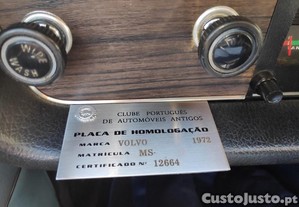 WIPE
WASH
CLUBE PORTUGUÊS
DE AUTOMÓVEIS ANTIGOS
PLACA DE HOMOLOGAÇÃO
MARCA VOLVO 1972
MATRÍCULA MS-
CERTIFICADO Nº 12664
CustoJusto.pt